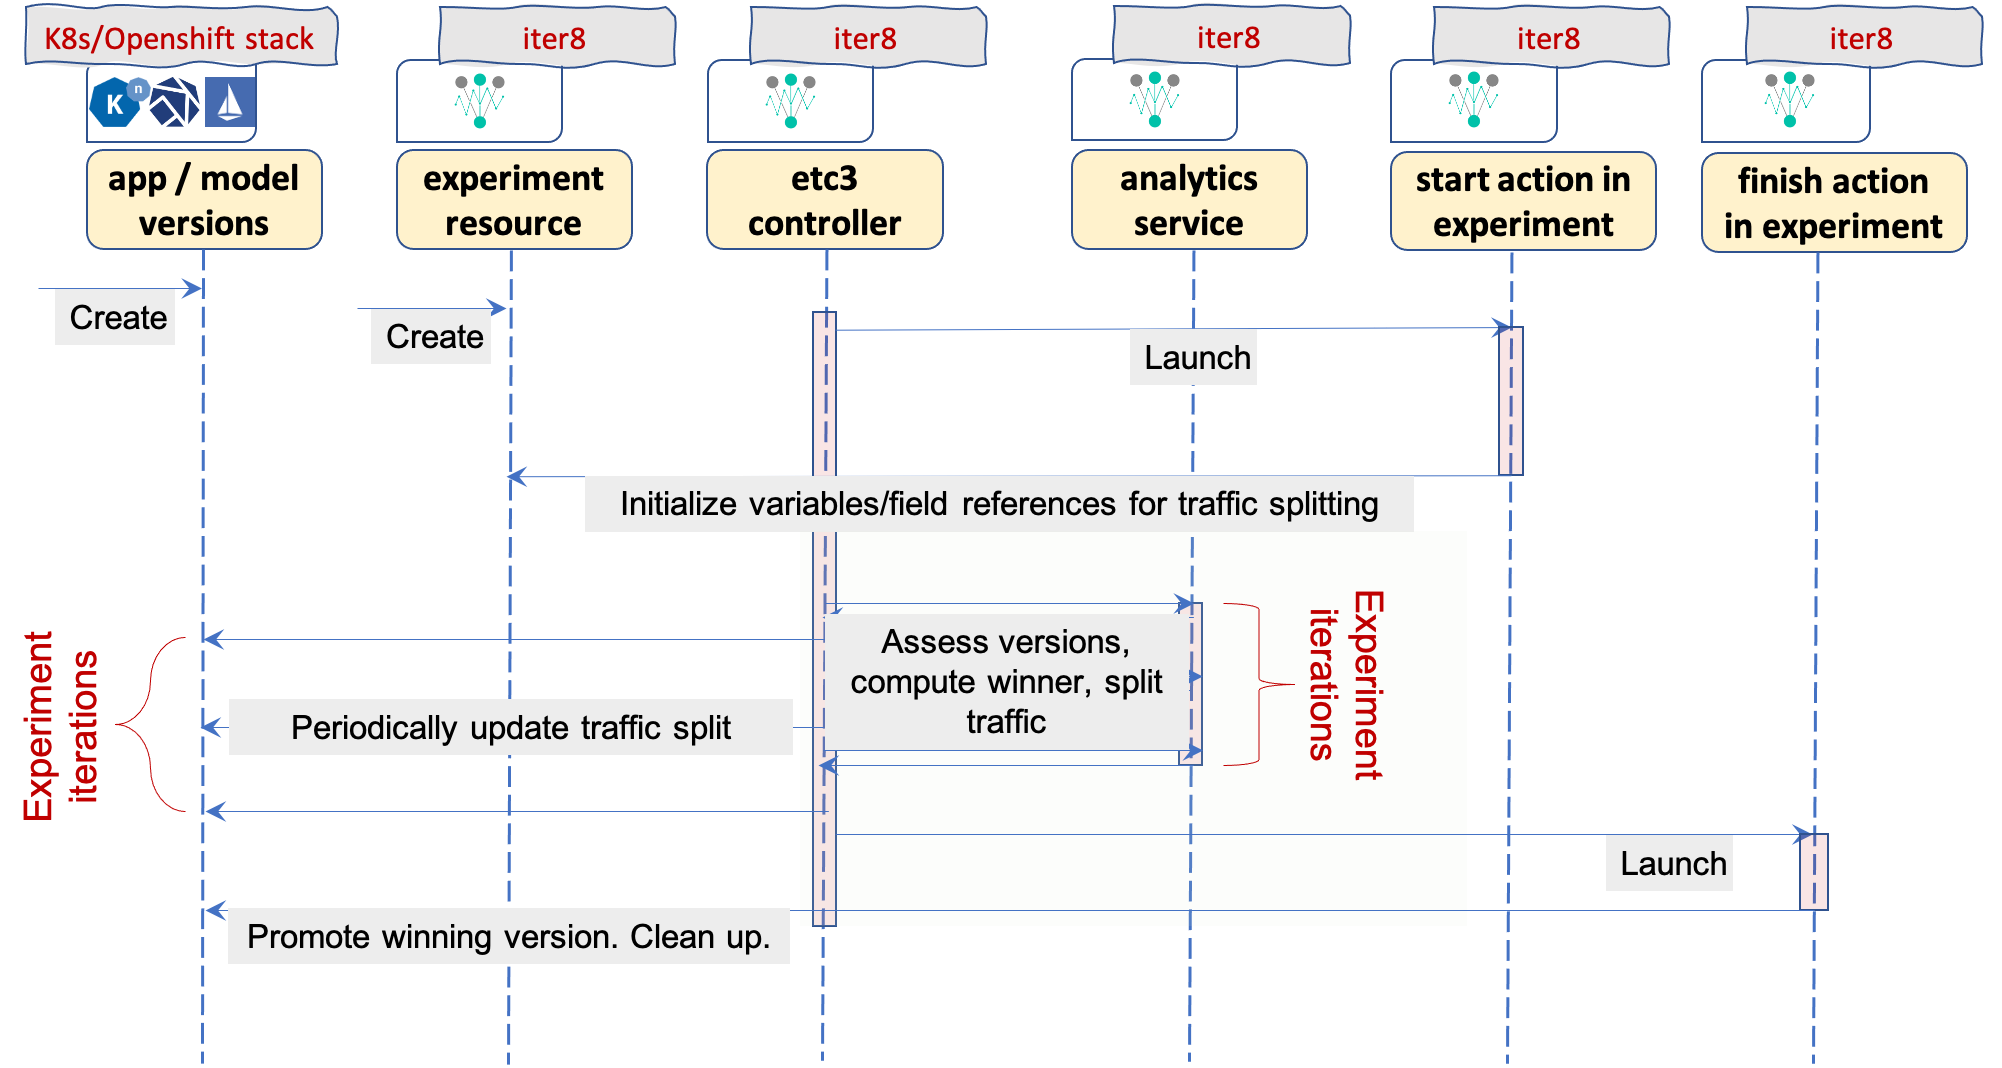 K8s/Openshift stack
iter8
iter8
iter8
iter8
iter8
K
n
app / model
versions
experiment
resource
etc3
controller
analytics
service
start action in
experiment
finish action
in experiment
Create
Create
Launch
Initialize variables/field references for traffic splitting
Assess versions,
compute winner, split
traffic
Experiment
iterations
Experiment
iterations
Periodically update traffic split
Launch
Promote winning version. Clean up.